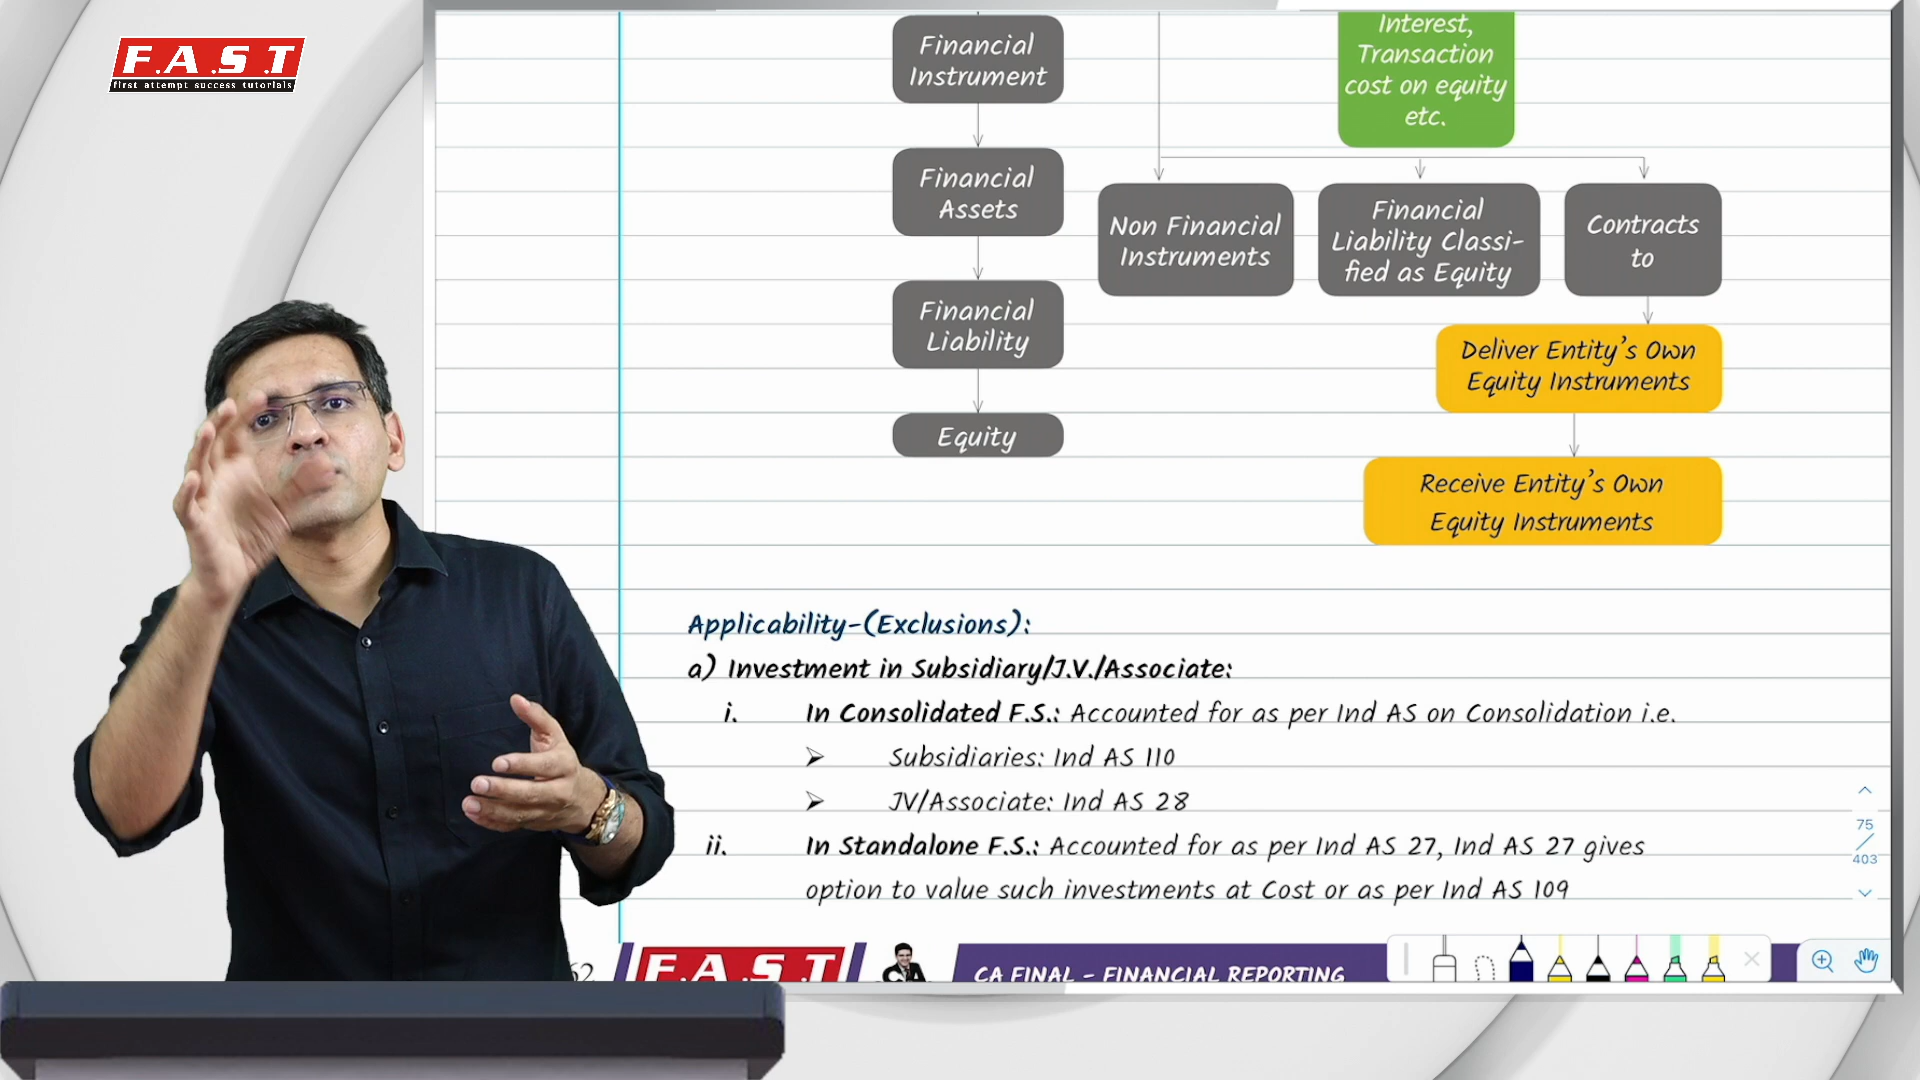 F.A.S.T
first attempt success tutorials
Financial
Instrument
Financial
Assets
Financial
Liability
Equity
Interest,
Transaction
cost on equity
etc.
Non Financial
Instruments
Financial
Liability Classi-
fied as Equity
Contracts
to
Deliver Entity's Own
Equity Instruments
Receive Entity's Own
Equity Instruments
Applicability-(Exclusions):
a) Investment in Subsidiary/J.V./Associate:
i. In Consolidated F.S.: Accounted for as per Ind AS on Consolidation i.e.
➢ Subsidiaries: Ind AS 110
➢ JV/Associate: Ind AS 28
ii. In Standalone F.S.: Accounted for as per Ind AS 27, Ind AS 27 gives
option to value such investments at Cost or as per Ind AS 109
75
403
F.A.S.T
CA FINAL - FINANCIAL REPORTING